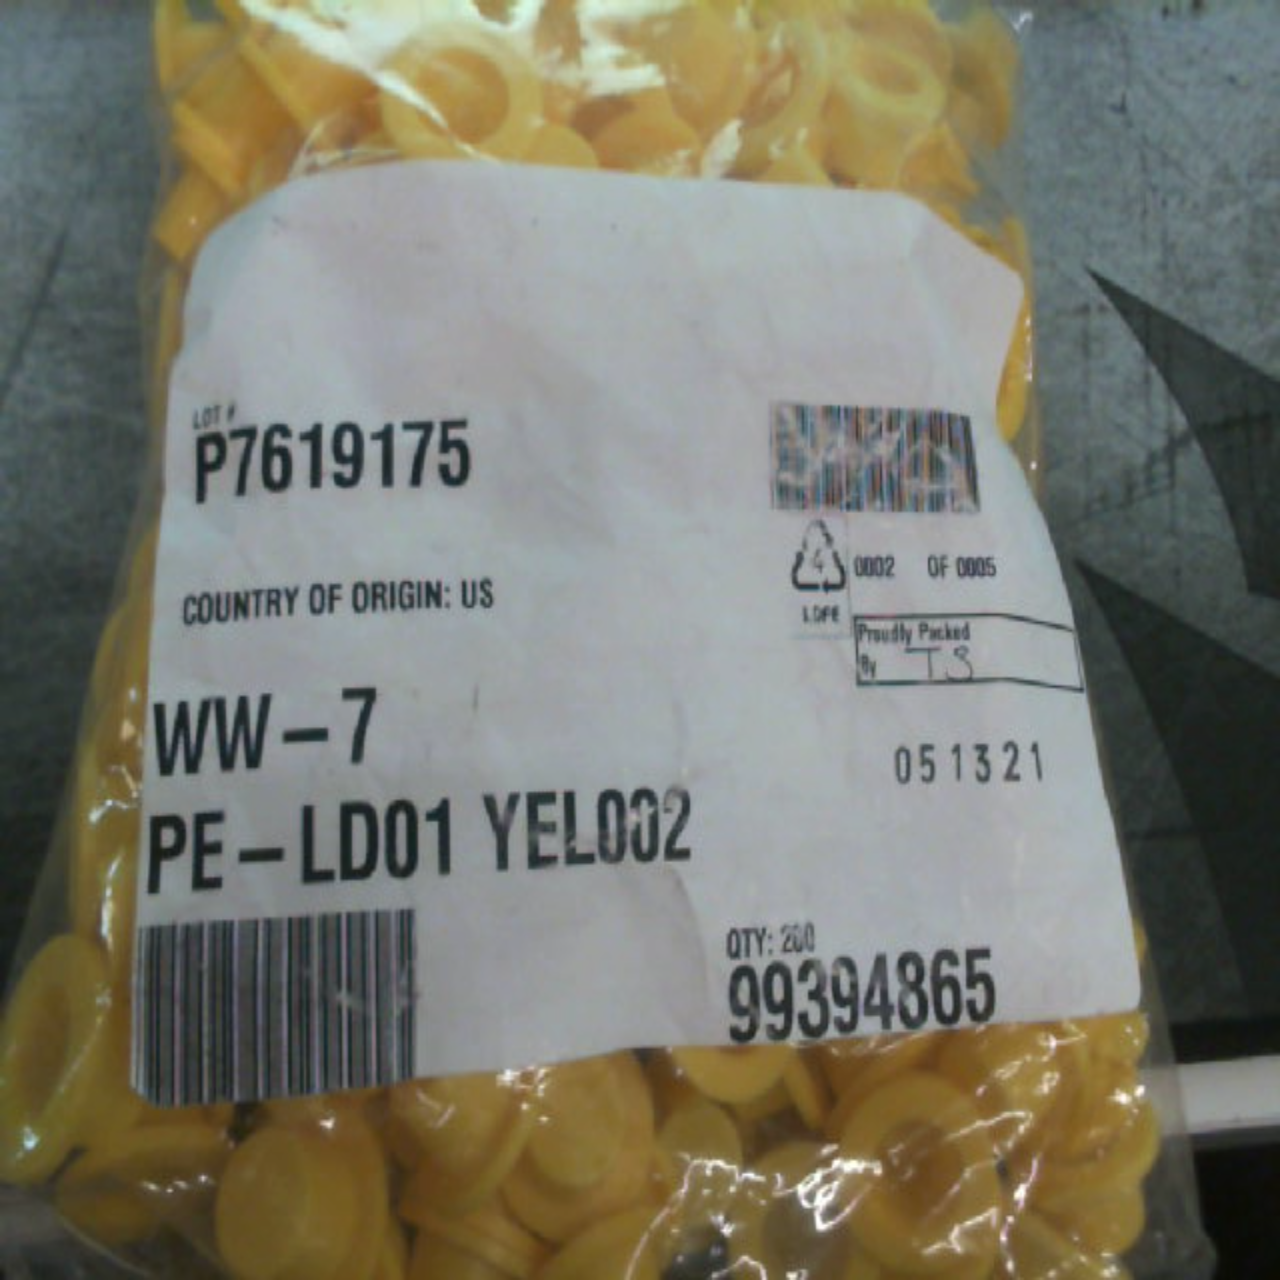 LOT #
P7619175
4
LDPE
0002 OF 0005
COUNTRY OF ORIGIN: US
Proudly Packed
By TS
WW-7
051321
PE-LD01 YEL002
QTY: 200
99394865